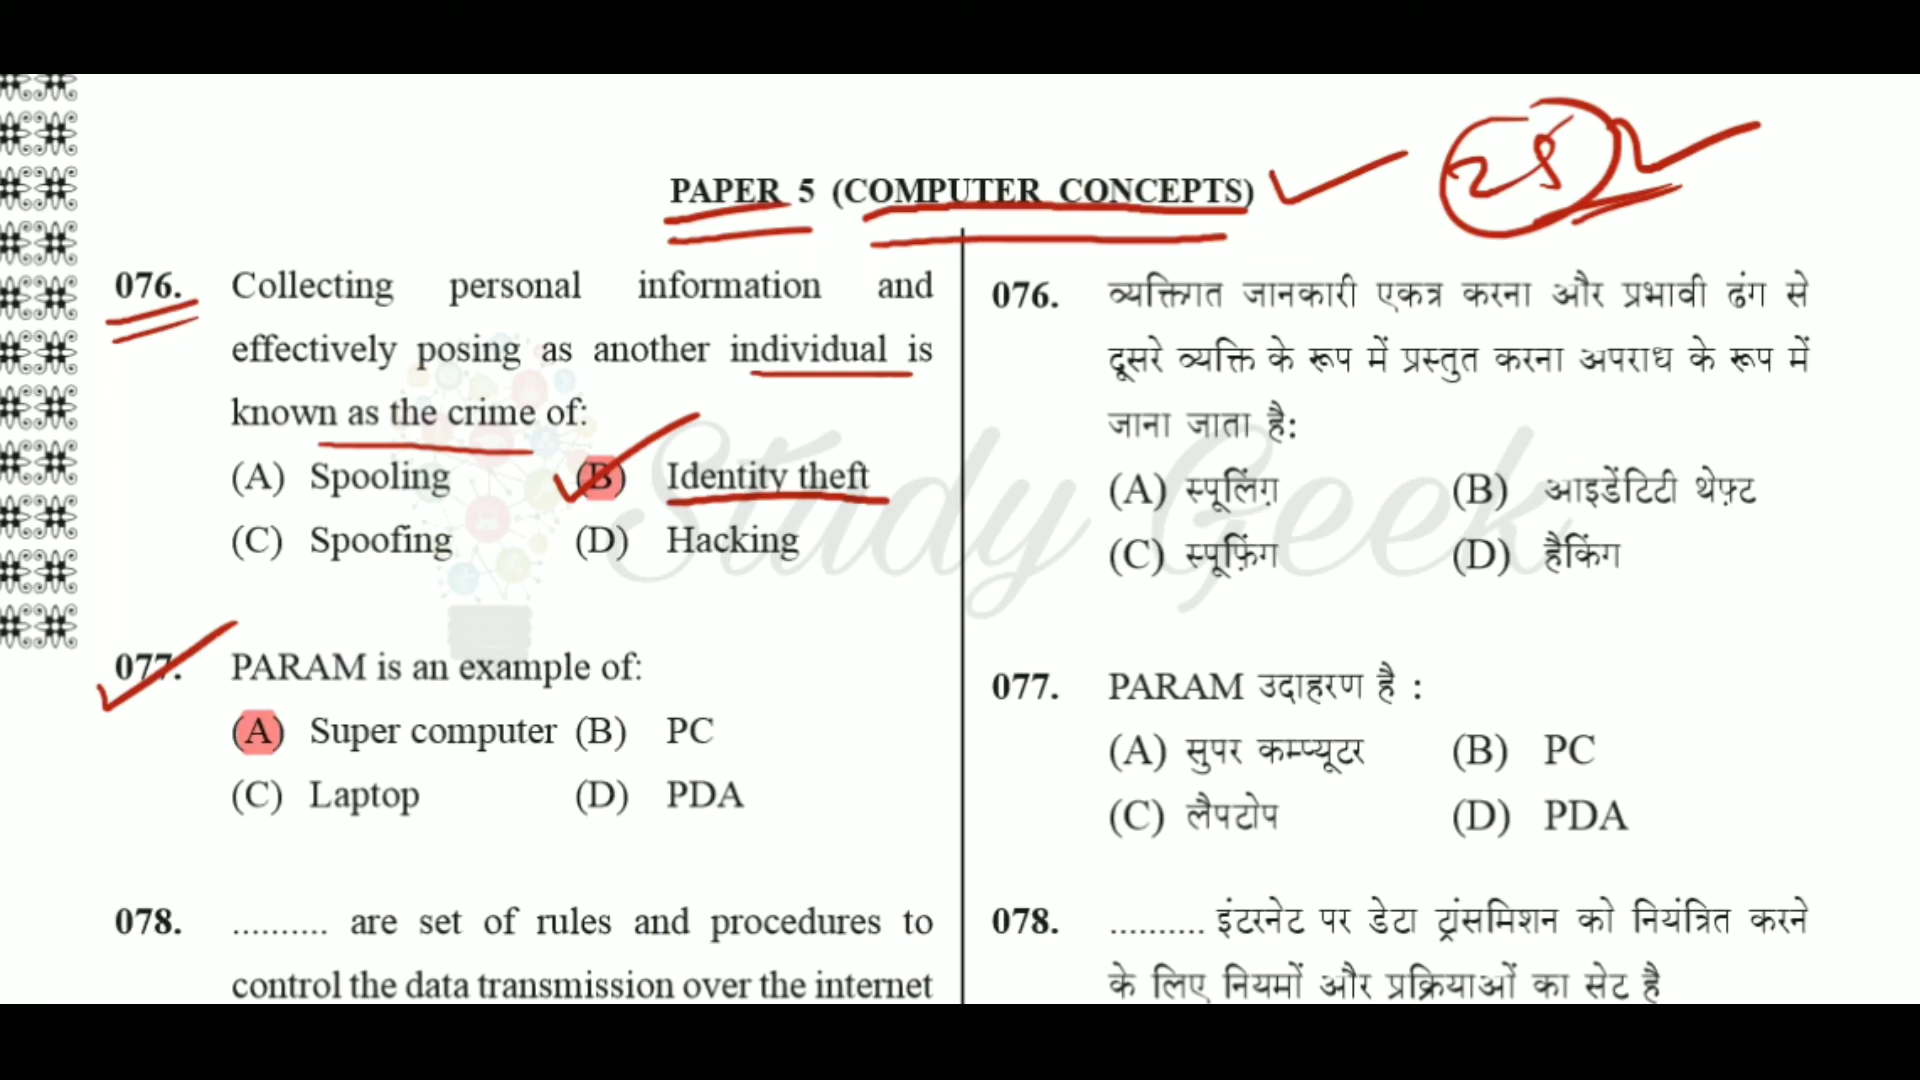 PAPER 5 (COMPUTER CONCEPTS)
28
076. Collecting personal information and
effectively posing as another individual is
known as the crime of:
(A) Spooling (B) Identity theft
(C) Spoofing (D) Hacking
077. PARAM is an example of:
(A) Super computer (B) PC
(C) Laptop (D) PDA
078. .......... are set of rules and procedures to
control the data transmission over the internet
076. व्यक्तिगत जानकारी एकत्र करना और प्रभावी ढंग से
दूसरे व्यक्ति के रूप में प्रस्तुत करना अपराध के रूप में
जाना जाता है:
(A) स्पूलिंग़ (B) आइडेंटिटी थेफ़्ट
(C) स्पूफ़िंग (D) हैकिंग
077. PARAM उदाहरण है :
(A) सुपर कम्प्यूटर (B) PC
(C) लैपटोप (D) PDA
078. .......... इंटरनेट पर डेटा ट्रांसमिशन को नियंत्रित करने
के लिए नियमों और प्रक्रियाओं का सेट है
Study Geek